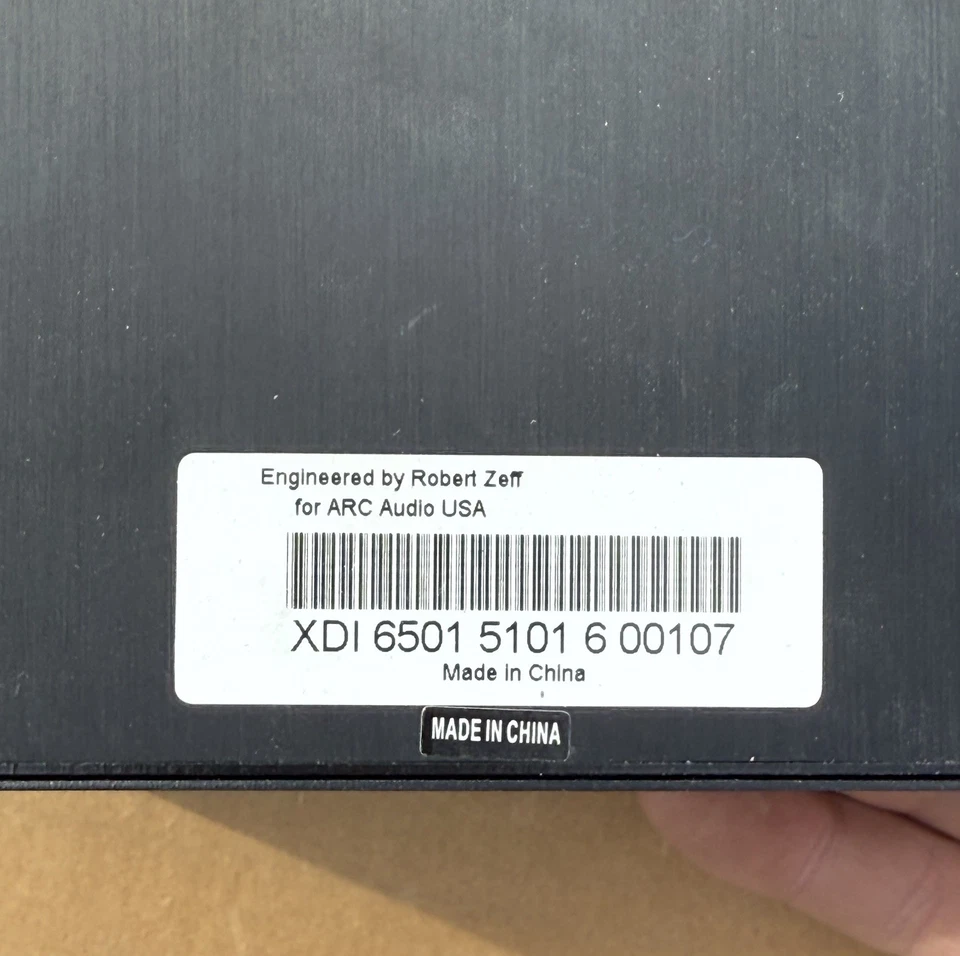 Engineered by Robert Zeff
for ARC Audio USA
XDI 6501 5101 6 00107
Made in China
MADE IN CHINA